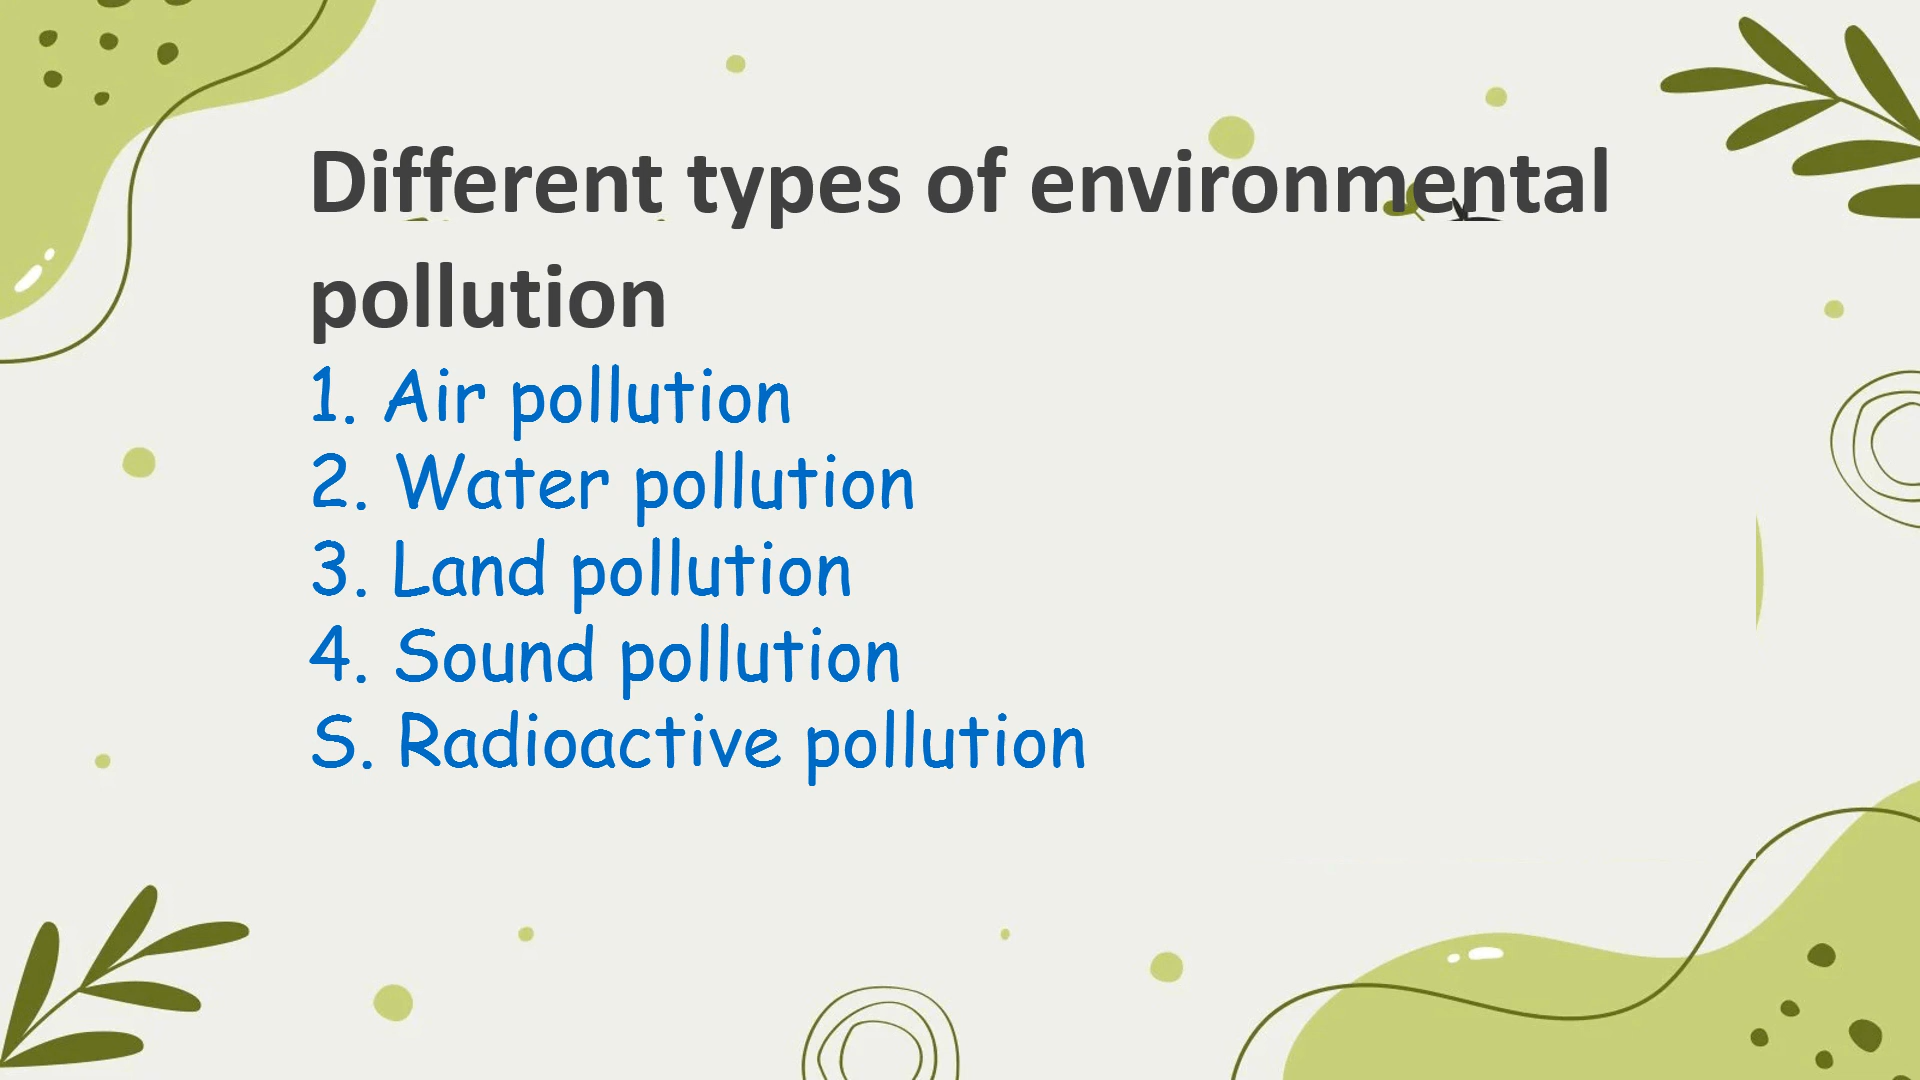 Different types of environmental
pollution
1. Air pollution
2. Water pollution
3. Land pollution
4. Sound pollution
S. Radioactive pollution